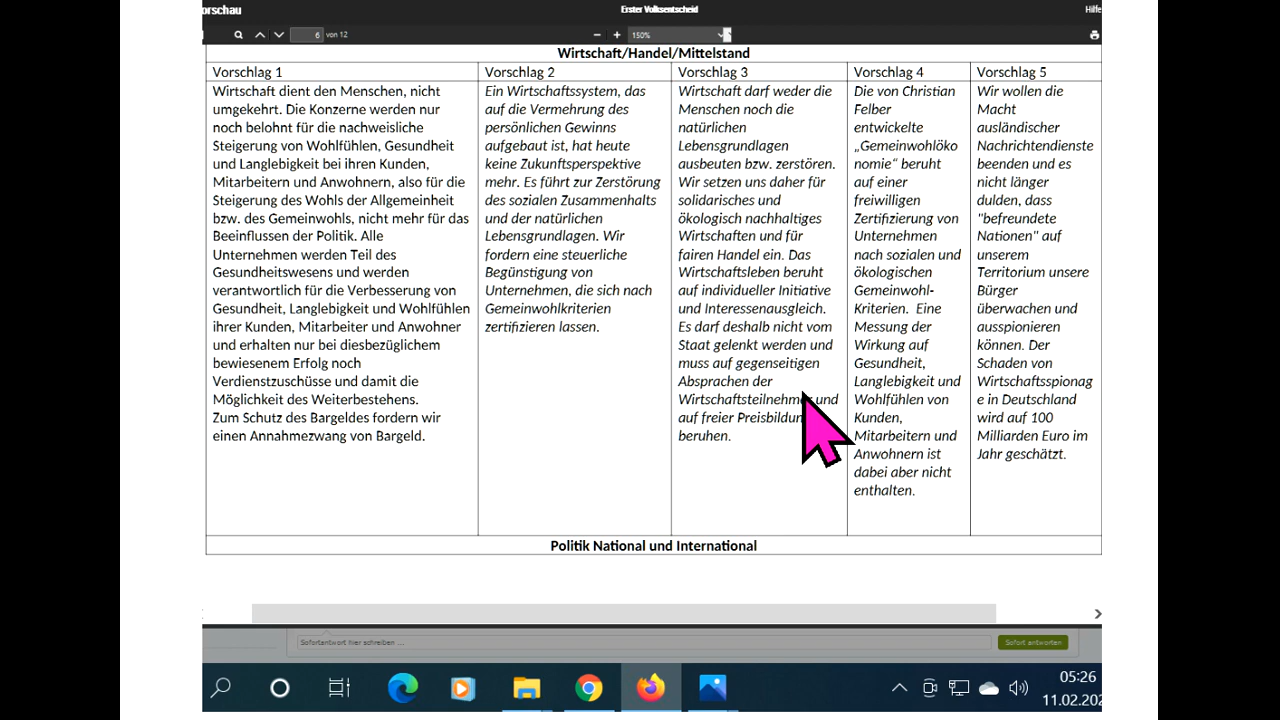 orschau
Erster Volksentscheid
Hilfe
6 von 12
150%
Wirtschaft/Handel/Mittelstand
Vorschlag 1
Wirtschaft dient den Menschen, nicht
umgekehrt. Die Konzerne werden nur
noch belohnt für die nachweisliche
Steigerung von Wohlfühlen, Gesundheit
und Langlebigkeit bei ihren Kunden,
Mitarbeitern und Anwohnern, also für die
Steigerung des Wohls der Allgemeinheit
bzw. des Gemeinwohls, nicht mehr für das
Beeinflussen der Politik. Alle
Unternehmen werden Teil des
Gesundheitswesens und werden
verantwortlich für die Verbesserung von
Gesundheit, Langlebigkeit und Wohlfühlen
ihrer Kunden, Mitarbeiter und Anwohner
und erhalten nur bei diesbezüglichem
bewiesenem Erfolg noch
Verdienstzuschüsse und damit die
Möglichkeit des Weiterbestehens.
Zum Schutz des Bargeldes fordern wir
einen Annahmezwang von Bargeld.
Vorschlag 2
Ein Wirtschaftssystem, das
auf die Vermehrung des
persönlichen Gewinns
aufgebaut ist, hat heute
keine Zukunftsperspektive
mehr. Es führt zur Zerstörung
des sozialen Zusammenhalts
und der natürlichen
Lebensgrundlagen. Wir
fordern eine steuerliche
Begünstigung von
Unternehmen, die sich nach
Gemeinwohlkriterien
zertifizieren lassen.
Vorschlag 3
Wirtschaft darf weder die
Menschen noch die
natürlichen
Lebensgrundlagen
ausbeuten bzw. zerstören.
Wir setzen uns daher für
solidarisches und
ökologisch nachhaltiges
Wirtschaften und für
fairen Handel ein. Das
Wirtschaftsleben beruht
auf individueller Initiative
und Interessenausgleich.
Es darf deshalb nicht vom
Staat gelenkt werden und
muss auf gegenseitigen
Absprachen der
Wirtschaftsteilnehmer und
auf freier Preisbildung
beruhen.
Vorschlag 4
Die von Christian
Felber
entwickelte
„Gemeinwohlöko
nomie“ beruht
auf einer
freiwilligen
Zertifizierung von
Unternehmen
nach sozialen und
ökologischen
Gemeinwohl-
Kriterien. Eine
Messung der
Wirkung auf
Gesundheit,
Langlebigkeit und
Wohlfühlen von
Kunden,
Mitarbeitern und
Anwohnern ist
dabei aber nicht
enthalten.
Vorschlag 5
Wir wollen die
Macht
ausländischer
Nachrichtendienste
beenden und es
nicht länger
dulden, dass
"befreundete
Nationen" auf
unserem
Territorium unsere
Bürger
überwachen und
ausspionieren
können. Der
Schaden von
Wirtschaftsspionag
e in Deutschland
wird auf 100
Milliarden Euro im
Jahr geschätzt.
Politik National und International
Sofortantwort hier schreiben ...
Sofort antworten
05:26
11.02.202